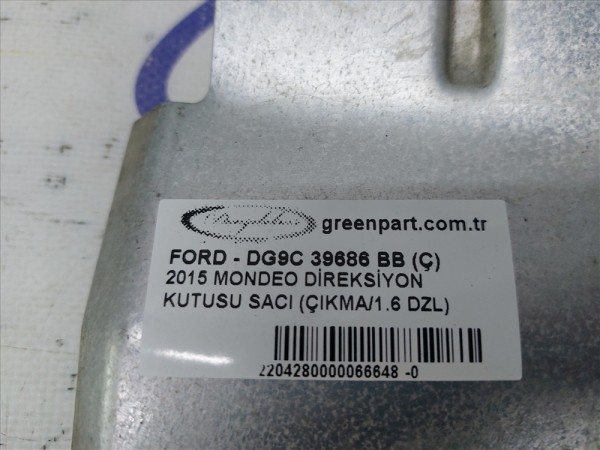 greenpart.com.tr
FORD - DG9C 39686 BB (Ç)
2015 MONDEO DİREKSİYON
KUTUSU SACI (ÇIKMA/1.6 DZL)
2204280000066648 -0